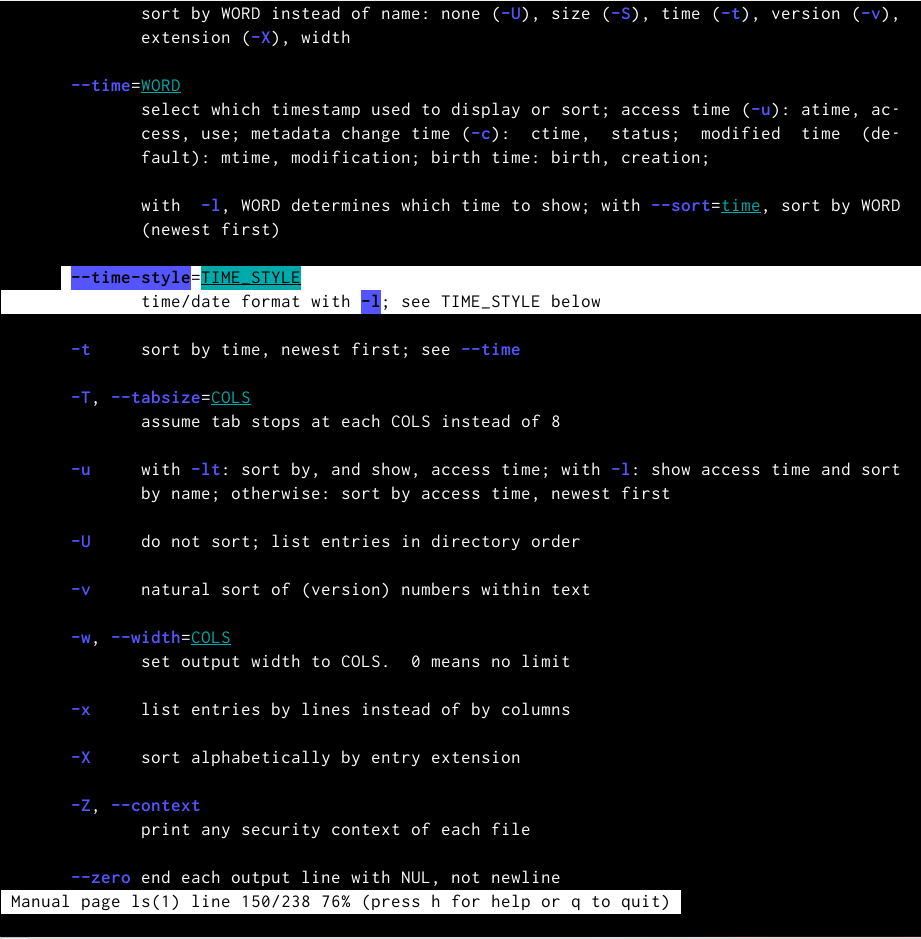 sort by WORD instead of name: none (-U), size (-S), time (-t), version (-v),
extension (-X), width
--time=WORD
select which timestamp used to display or sort; access time (-u): atime, ac-
cess, use; metadata change time (-c):  ctime,  status;  modified  time  (de-
fault): mtime, modification; birth time: birth, creation;
with  -l, WORD determines which time to show; with --sort=time, sort by WORD
(newest first)
--time-style=TIME_STYLE
time/date format with -l; see TIME_STYLE below
-t     sort by time, newest first; see --time
-T, --tabsize=COLS
assume tab stops at each COLS instead of 8
-u     with -lt: sort by, and show, access time; with -l: show access time and sort
by name; otherwise: sort by access time, newest first
-U     do not sort; list entries in directory order
-v     natural sort of (version) numbers within text
-w, --width=COLS
set output width to COLS.  0 means no limit
-x     list entries by lines instead of by columns
-X     sort alphabetically by entry extension
-Z, --context
print any security context of each file
--zero end each output line with NUL, not newline
Manual page ls(1) line 150/238 76% (press h for help or q to quit)